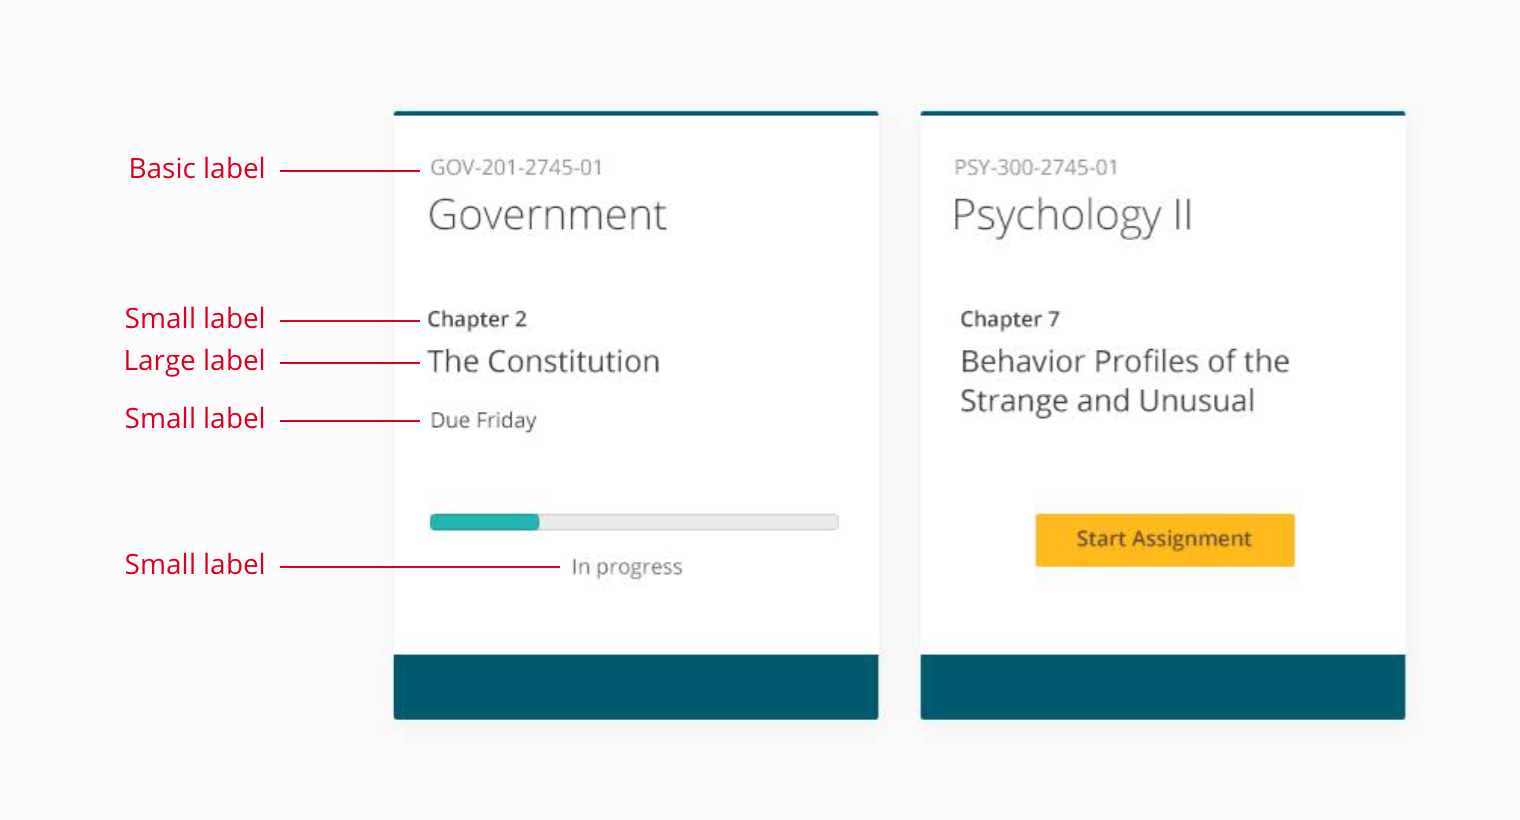 Basic label
GOV-201-2745-01
Government
Small label
Chapter 2
Large label
The Constitution
Small label
Due Friday
Small label
In progress
PSY-300-2745-01
Psychology II
Chapter 7
Behavior Profiles of the
Strange and Unusual
Start Assignment